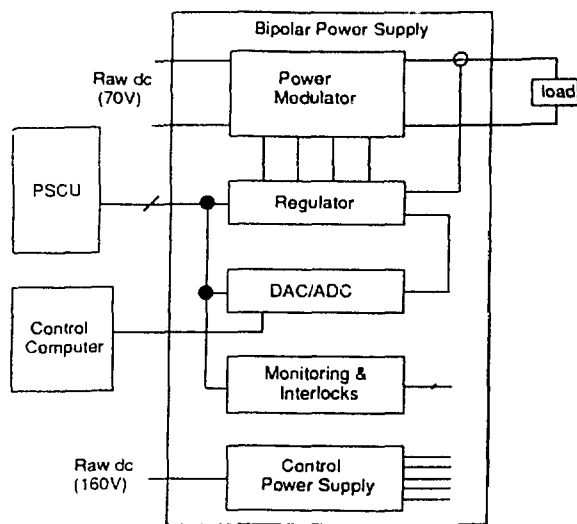 Bipolar Power Supply
Raw dc
(70V)
Power
Modulator
load
PSCU
Regulator
DAC/ADC
Control
Computer
Monitoring &
Interlocks
Raw dc
(160V)
Control
Power Supply